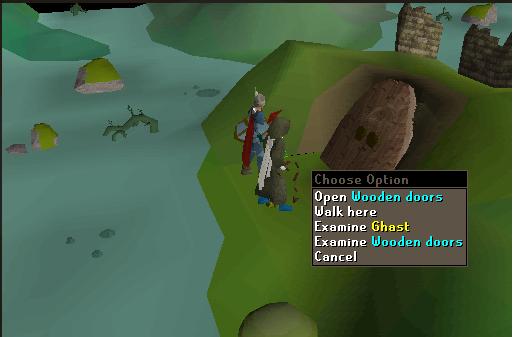 Choose Option
Open Wooden doors
Walk here
Examine Ghast
Examine Wooden doors
Cancel